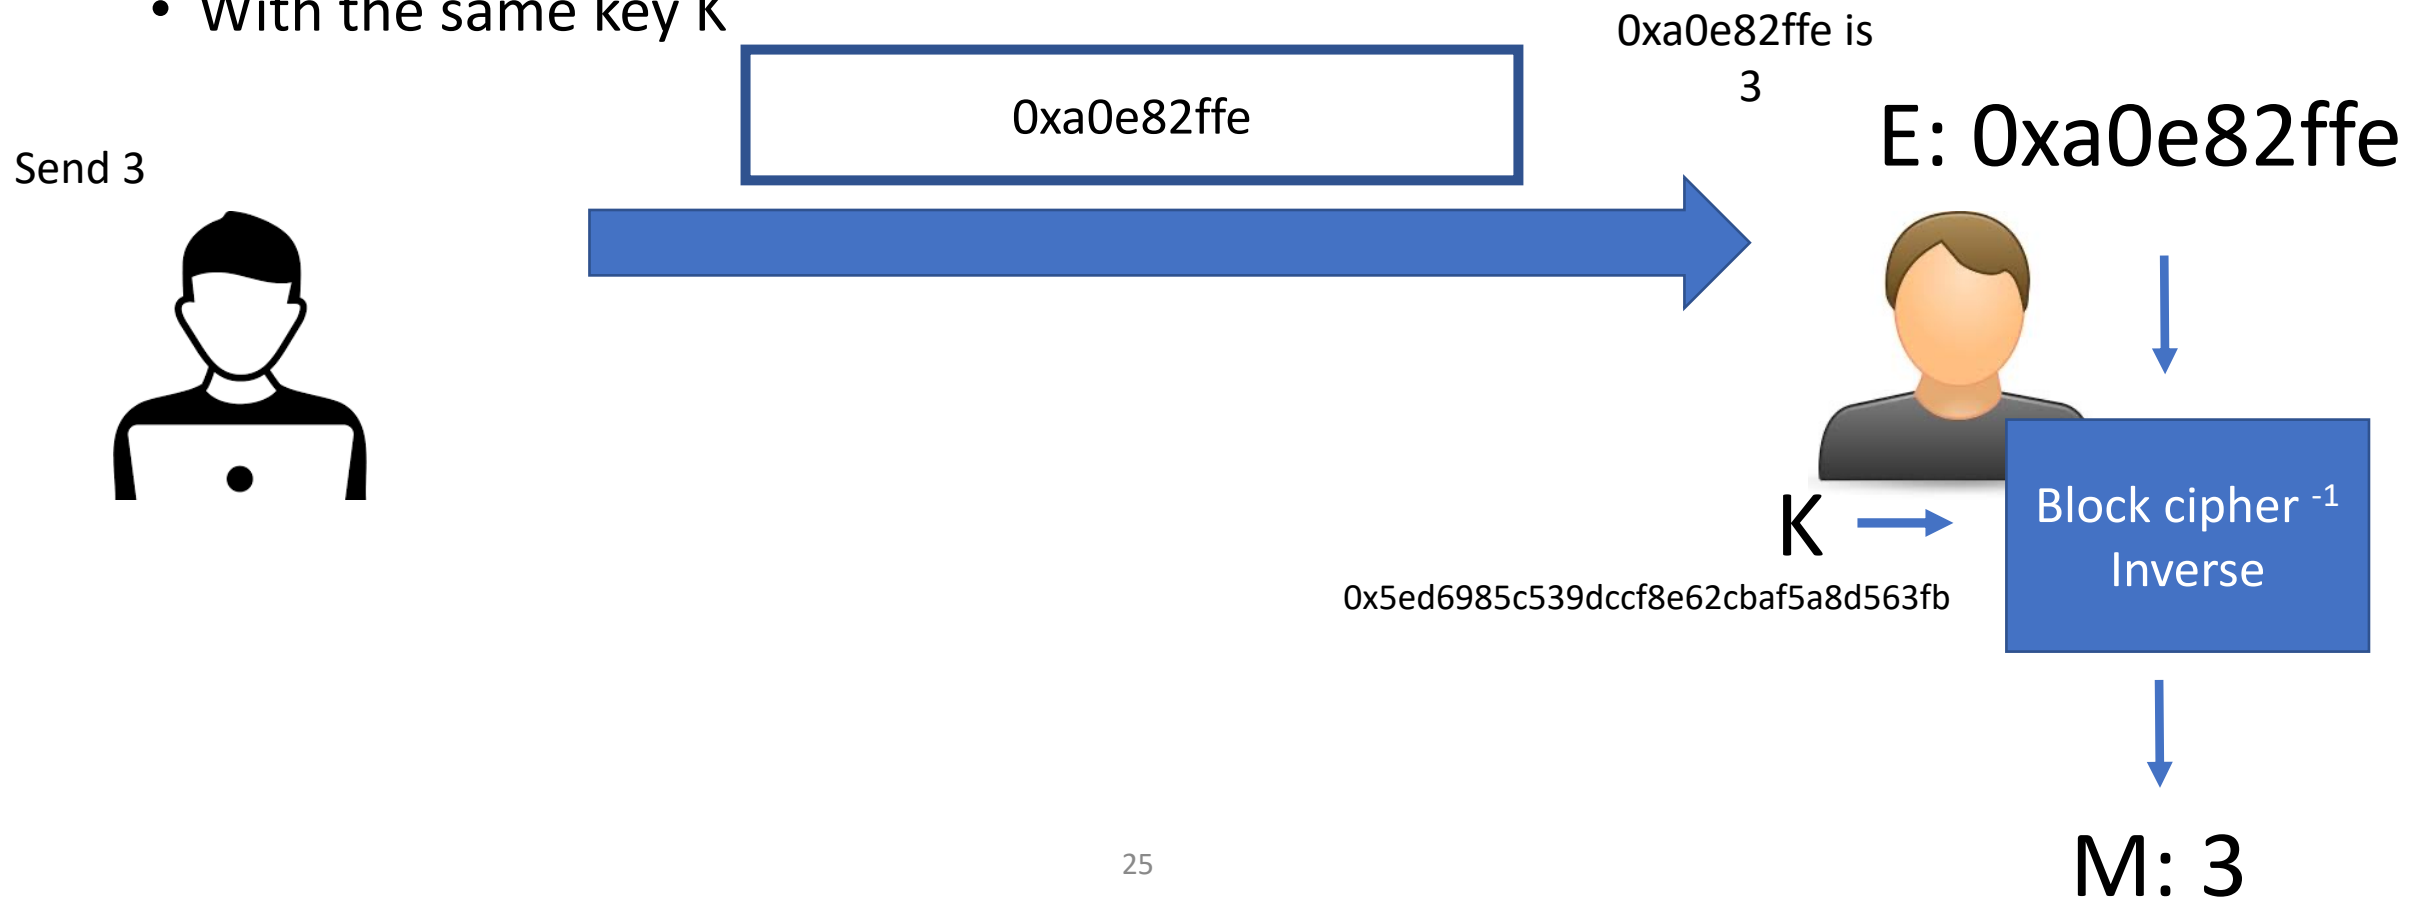 • With the same key K
0xa0e82ffe is
3
0xa0e82ffe
E: 0xa0e82ffe
Send 3
K
0x5ed6985c539dccf8e62cbaf5a8d563fb
Block cipher -1
Inverse
M: 3
25